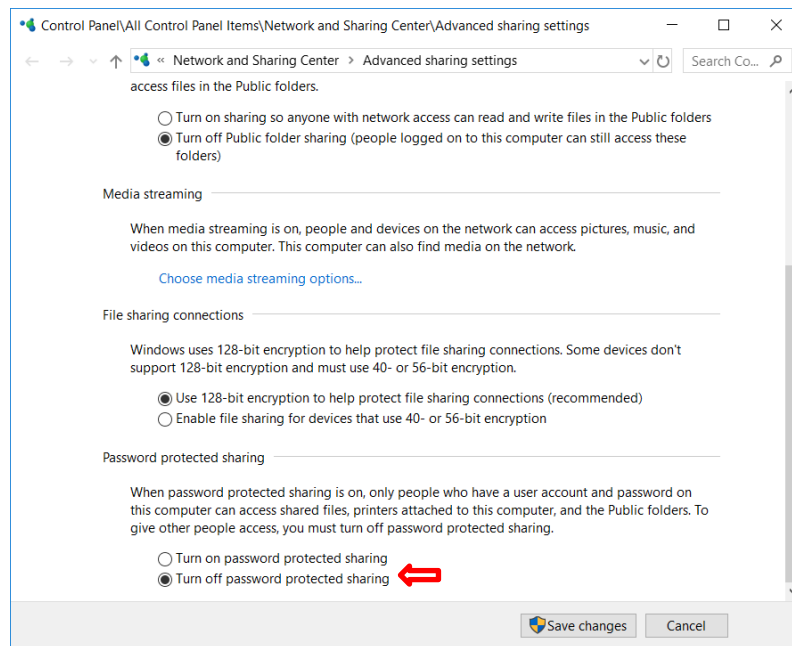 Control Panel\All Control Panel Items\Network and Sharing Center\Advanced sharing settings
« Network and Sharing Center > Advanced sharing settings
Search Co...
access files in the Public folders.
Turn on sharing so anyone with network access can read and write files in the Public folders
Turn off Public folder sharing (people logged on to this computer can still access these
folders)
Media streaming
When media streaming is on, people and devices on the network can access pictures, music, and
videos on this computer. This computer can also find media on the network.
Choose media streaming options...
File sharing connections
Windows uses 128-bit encryption to help protect file sharing connections. Some devices don't
support 128-bit encryption and must use 40- or 56-bit encryption.
Use 128-bit encryption to help protect file sharing connections (recommended)
Enable file sharing for devices that use 40- or 56-bit encryption
Password protected sharing
When password protected sharing is on, only people who have a user account and password on
this computer can access shared files, printers attached to this computer, and the Public folders. To
give other people access, you must turn off password protected sharing.
Turn on password protected sharing
Turn off password protected sharing
Save changes
Cancel